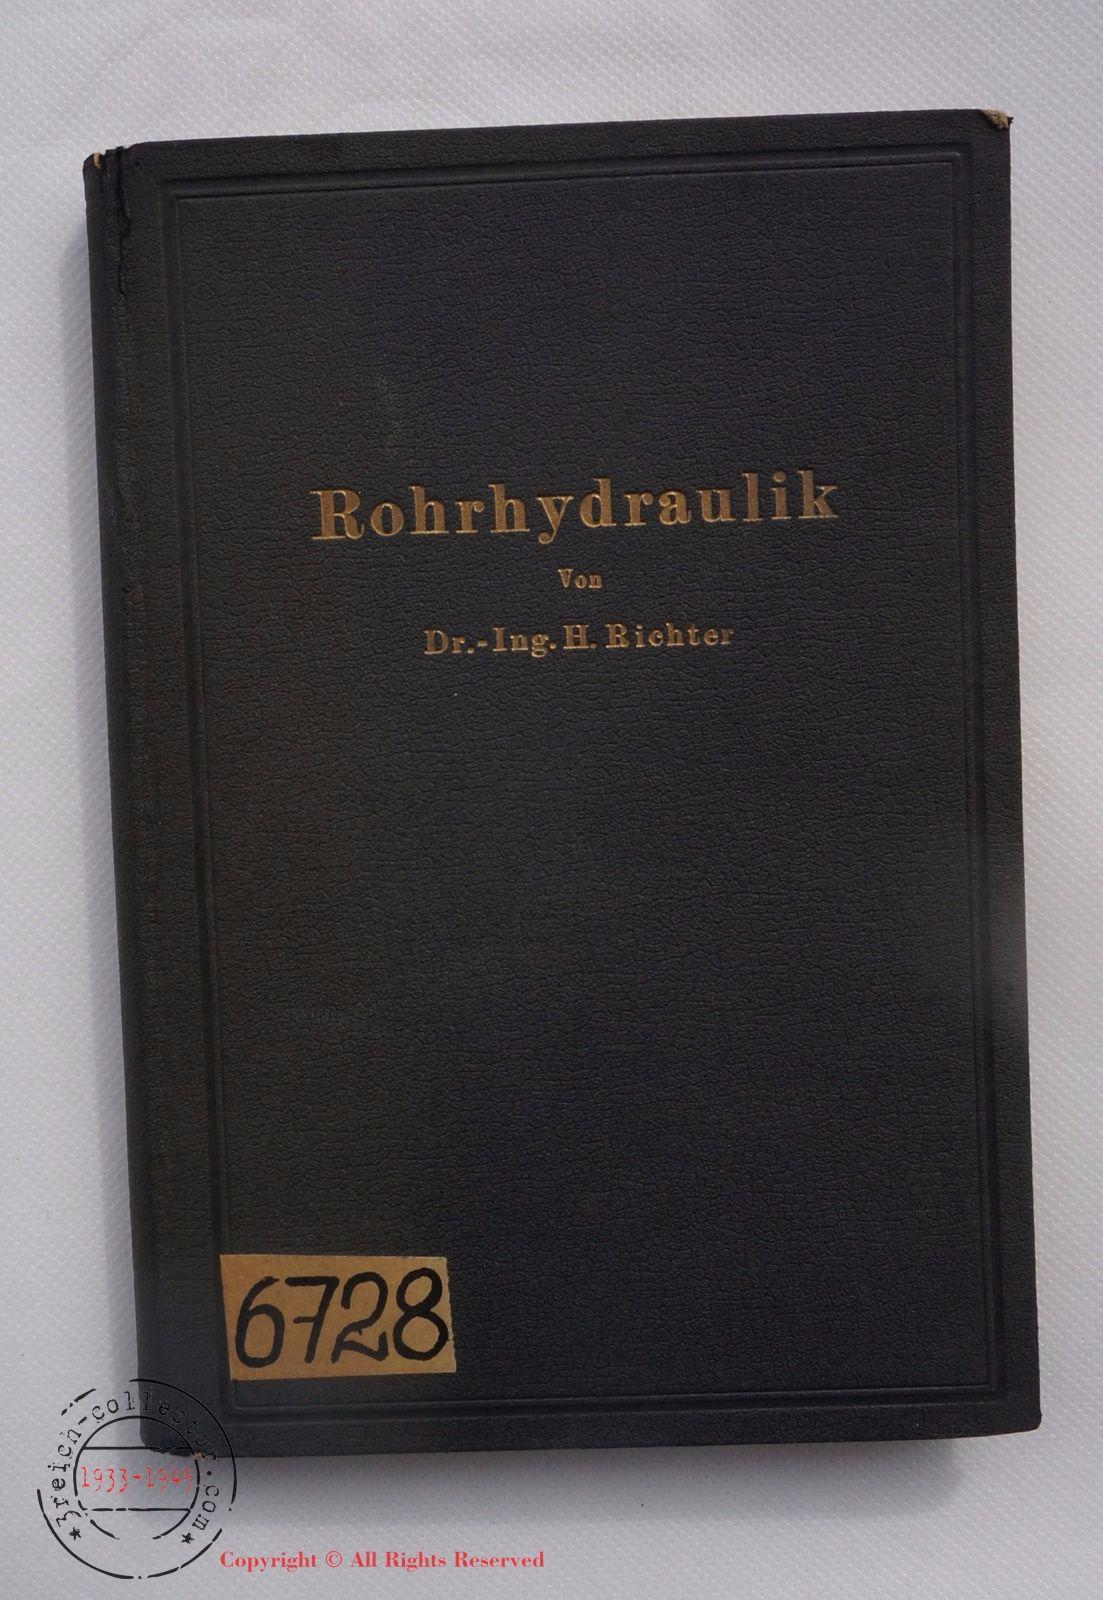 Rohrhydraulik
Von
Dr.-Ing. H. Richter
6728
3reich-collector.com
1933-1945
Copyright © All Rights Reserved